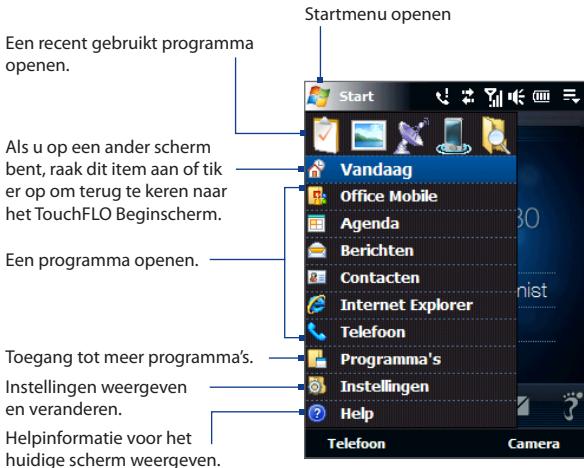 Startmenu openen
Een recent gebruikt programma
openen.
Als u op een ander scherm
bent, raak dit item aan of tik
er op om terug te keren naar
het TouchFLO Beginscherm.
Een programma openen.
Toegang tot meer programma's.
Instellingen weergeven
en veranderen.
Helpinformatie voor het
huidige scherm weergeven.
Start
Vandaag
Office Mobile
Agenda
Berichten
Contacten
Internet Explorer
Telefoon
Programma's
Instellingen
Help
30
nist
Telefoon Camera